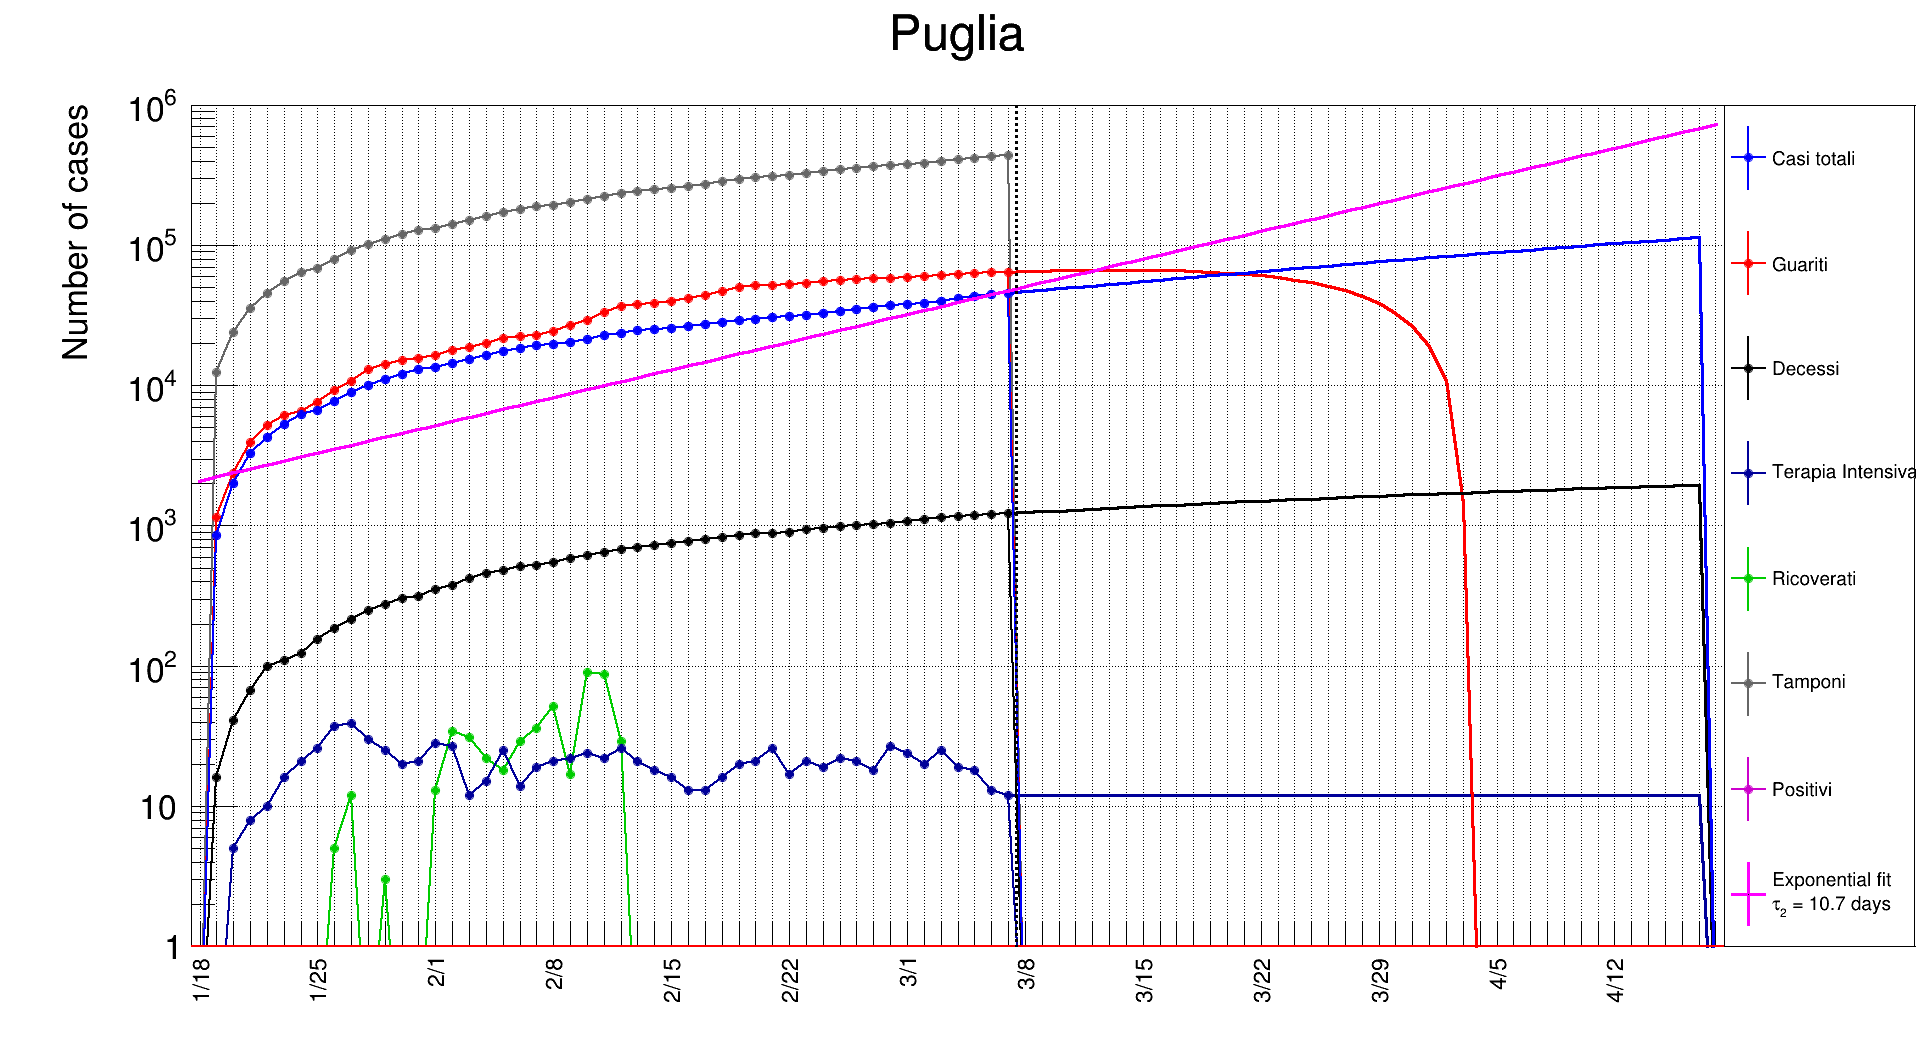 Puglia
Number of cases
10^6
10^5
10^4
10^3
10^2
10
1
1/18
1/25
2/1
2/8
2/15
2/22
3/1
3/8
3/15
3/22
3/29
4/5
4/12
Casi totali
Guariti
Decessi
Terapia Intensiva
Ricoverati
Tamponi
Positivi
Exponential fit
τ₂ = 10.7 days